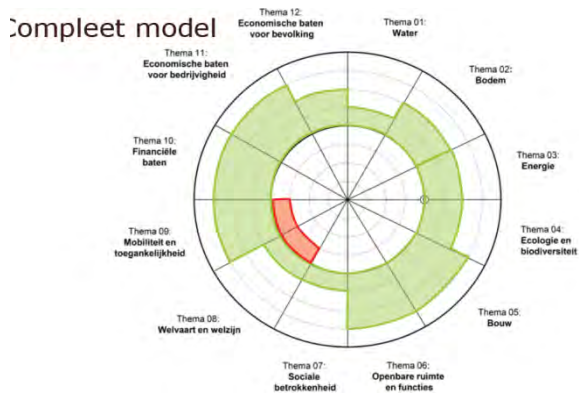 Compleet model
Thema 12:
Economische baten
voor bevolking
Thema 01:
Water
Thema 02:
Bodem
Thema 03:
Energie
Thema 04:
Ecologie en
biodiversiteit
Thema 05:
Bouw
Thema 06:
Openbare ruimte
en functies
Thema 07:
Sociale
betrokkenheid
Thema 08:
Welvaart en welzijn
Thema 09:
Mobiliteit en
toegankelijkheid
Thema 10:
Financiële
baten
Thema 11:
Economische baten
voor bedrijvigheid
0